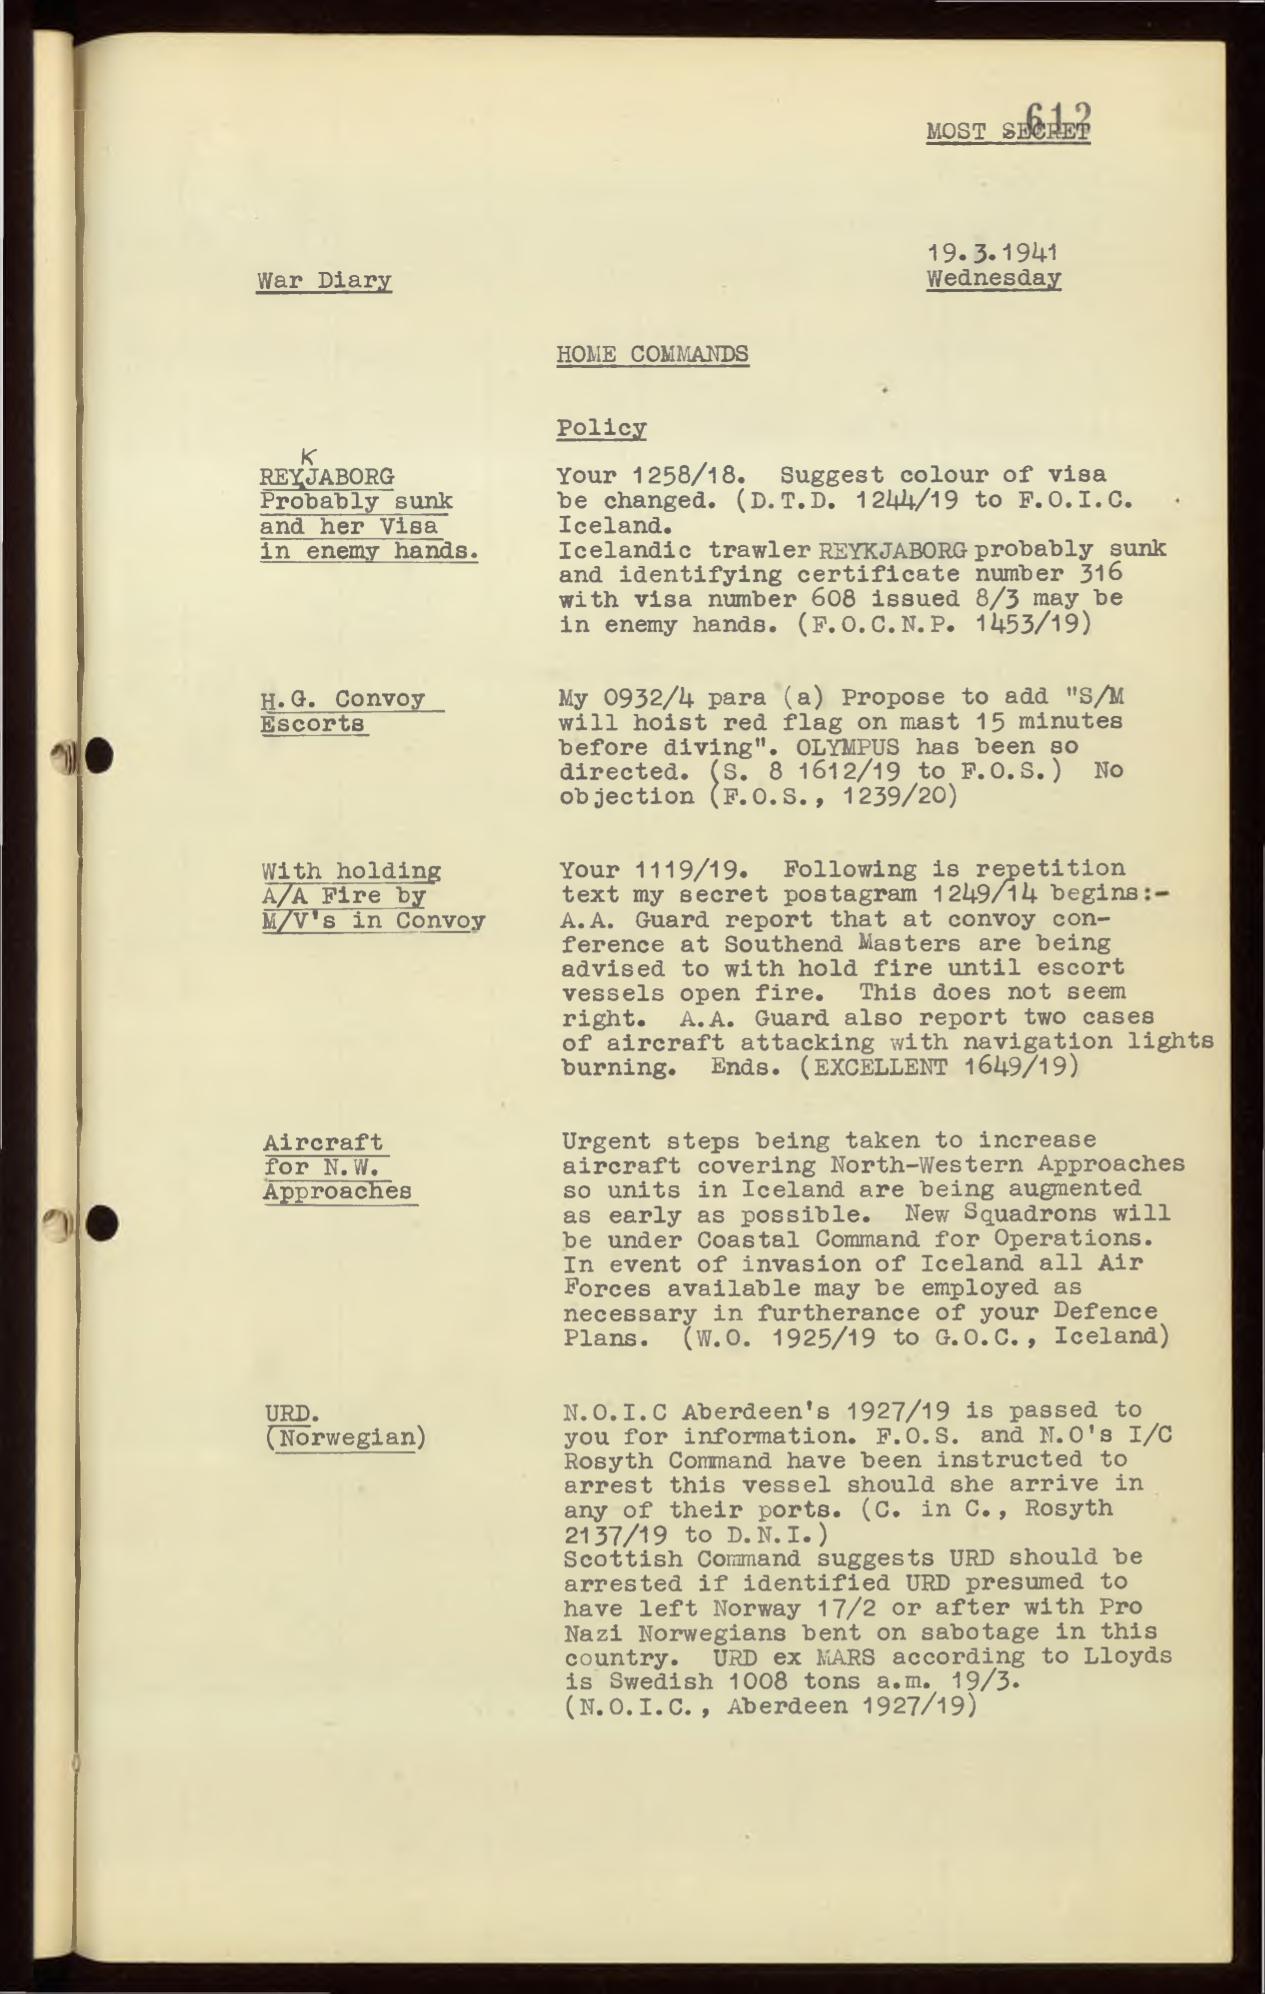 612
MOST SECRET
19.3.1941
War Diary
Wednesday
HOME COMMANDS
Policy
K
REYJABORG
Probably sunk
and her Visa
in enemy hands.
Your 1258/18. Suggest colour of visa
be changed. (D.T.D. 1244/19 to F.O.I.C.
Iceland.
Icelandic trawler REYKJABORG probably sunk
and identifying certificate number 316
with visa number 608 issued 8/3 may be
in enemy hands. (F.O.C.N.P. 1453/19)
H.G. Convoy
Escorts
My 0932/4 para (a) Propose to add "S/M
will hoist red flag on mast 15 minutes
before diving". OLYMPUS has been so
directed. (S. 8 1612/19 to F.O.S.) No
objection (F.O.S., 1239/20)
With holding
A/A Fire by
M/V's in Convoy
Your 1119/19. Following is repetition
text my secret postagram 1249/14 begins:-
A.A. Guard report that at convoy con-
ference at Southend Masters are being
advised to with hold fire until escort
vessels open fire. This does not seem
right. A.A. Guard also report two cases
of aircraft attacking with navigation lights
burning. Ends. (EXCELLENT 1649/19)
Aircraft
for N.W.
Approaches
Urgent steps being taken to increase
aircraft covering North-Western Approaches
so units in Iceland are being augmented
as early as possible. New Squadrons will
be under Coastal Command for Operations.
In event of invasion of Iceland all Air
Forces available may be employed as
necessary in furtherance of your Defence
Plans. (W.O. 1925/19 to G.O.C., Iceland)
URD.
(Norwegian)
N.O.I.C Aberdeen's 1927/19 is passed to
you for information. F.O.S. and N.O's I/C
Rosyth Command have been instructed to
arrest this vessel should she arrive in
any of their ports. (C. in C., Rosyth
2137/19 to D.N.I.)
Scottish Command suggests URD should be
arrested if identified URD presumed to
have left Norway 17/2 or after with Pro
Nazi Norwegians bent on sabotage in this
country. URD ex MARS according to Lloyds
is Swedish 1008 tons a.m. 19/3.
(N.O.I.C., Aberdeen 1927/19)